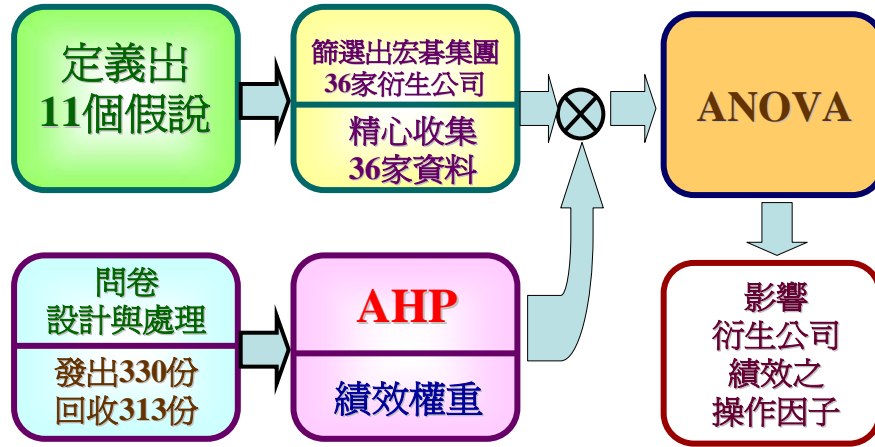 定義出
11個假說
篩選出宏碁集團
36家衍生公司
精心收集
36家資料
ANOVA
問卷
設計與處理
發出330份
回收313份
AHP
績效權重
影響
衍生公司
績效之
操作因子